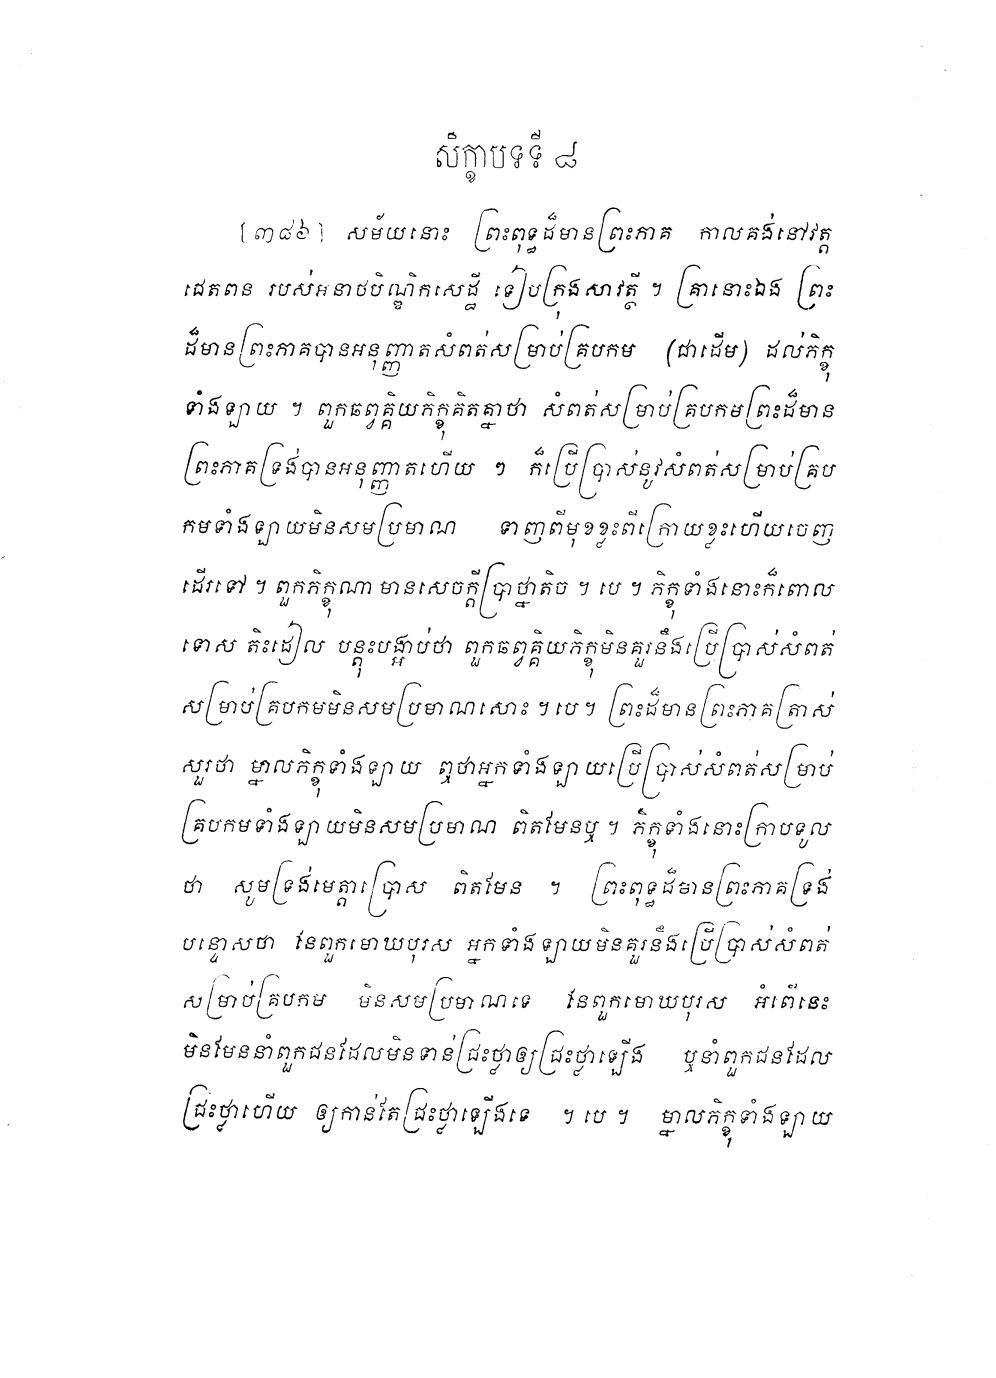 សិក្ខាបទទី ៨
[៣៨៦] សម័យនោះ ព្រះពុទ្ធដ៏មានព្រះភាគ កាលគង់នៅវត្ត
ជេតពន របស់អនាថបិណ្ឌិកសេដ្ឋី ទៀបក្រុងសាវត្ថី ។ គ្រានោះឯង ព្រះ
ដ៏មានព្រះភាគបានអនុញ្ញាតសំពត់សម្រាប់គ្របកម (ជាដើម) ដល់ភិក្ខុ
ទាំងឡាយ ។ ពួកឆព្វគ្គិយភិក្ខុគិតគ្នាថា សំពត់សម្រាប់គ្របកមព្រះដ៏មាន
ព្រះភាគទ្រង់បានអនុញ្ញាតហើយ ៗ ក៏ប្រើប្រាស់នូវសំពត់សម្រាប់គ្រប
កមទាំងឡាយមិនសមប្រមាណ ទាញពីមុខខ្លះពីក្រោយខ្លះហើយចេញ
ដើរទៅ ។ ពួកភិក្ខុណា មានសេចក្តីប្រាថ្នាតិច ។ បេ ។ ភិក្ខុទាំងនោះក៏ពោល
ទោស តិះដៀល បន្តុះបង្អាប់ថា ពួកឆព្វគ្គិយភិក្ខុមិនគួរនឹងប្រើប្រាស់សំពត់
សម្រាប់គ្របកមមិនសមប្រមាណសោះ ។ បេ ។ ព្រះដ៏មានព្រះភាគត្រាស់
សួរថា ម្នាលភិក្ខុទាំងឡាយ ឮថាអ្នកទាំងឡាយប្រើប្រាស់សំពត់សម្រាប់
គ្របកមទាំងឡាយមិនសមប្រមាណ ពិតមែនឬ ។ ភិក្ខុទាំងនោះក្រាបទូល
ថា សូមទ្រង់មេត្តាប្រោស ពិតមែន ។ ព្រះពុទ្ធដ៏មានព្រះភាគទ្រង់
បន្ទោសថា នែពួកមោឃបុរស អ្នកទាំងឡាយមិនគួរនឹងប្រើប្រាស់សំពត់
សម្រាប់គ្របកម មិនសមប្រមាណទេ នែពួកមោឃបុរស អំពើនេះ
មិនមែននាំពួកជនដែលមិនទាន់ជ្រះថ្លាឲ្យជ្រះថ្លាឡើង ឬនាំពួកជនដែល
ជ្រះថ្លាហើយ ឲ្យកាន់តែជ្រះថ្លាឡើងទេ ។ បេ ។ ម្នាលភិក្ខុទាំងឡាយ